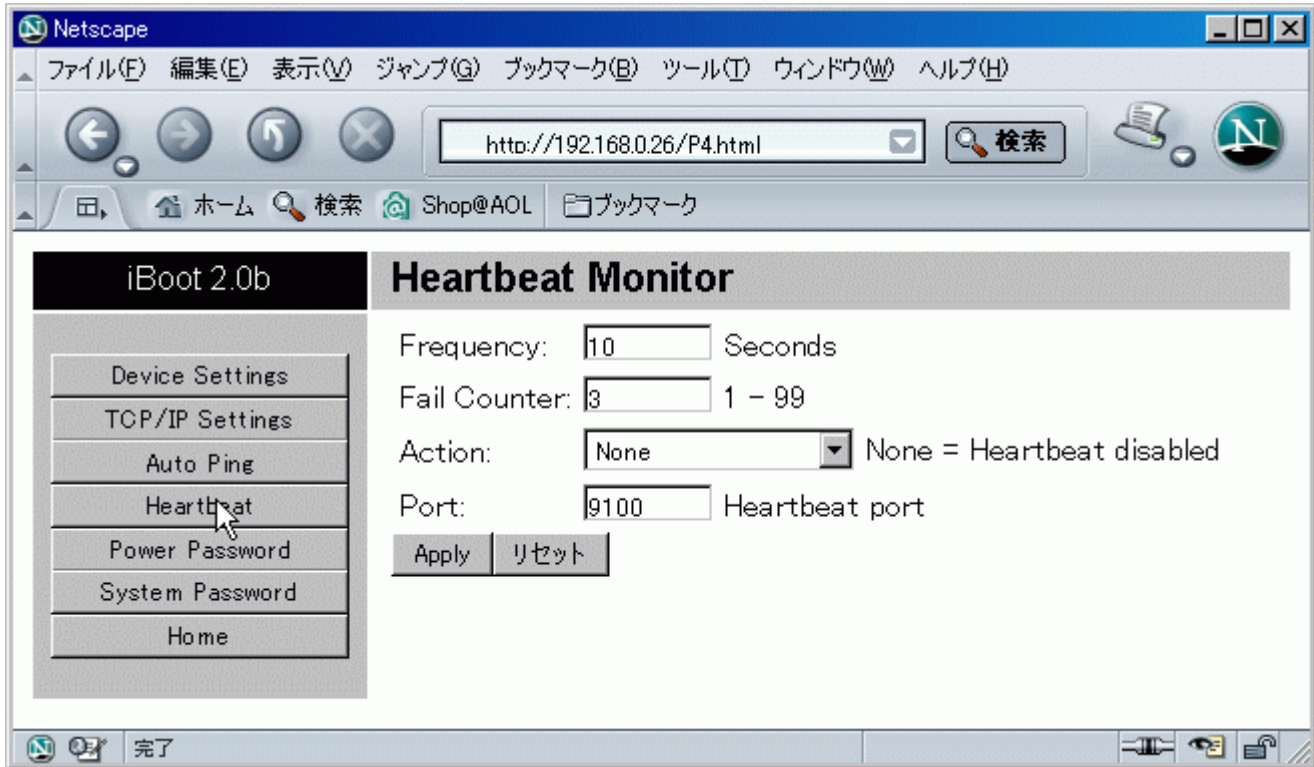 Netscape
ファイル(F) 編集(E) 表示(V) ジャンプ(G) ブックマーク(B) ツール(T) ウィンドウ(W) ヘルプ(H)
http://192.168.0.26/P4.html 検索 N
ホーム 検索 Shop@AOL ブックマーク
iBoot 2.0b
Heartbeat Monitor
Device Settings
TCP/IP Settings
Auto Ping
Heartbeat
Power Password
System Password
Home
Frequency: 10 Seconds
Fail Counter: 3 1 - 99
Action: None None = Heartbeat disabled
Port: 9100 Heartbeat port
Apply リセット
完了